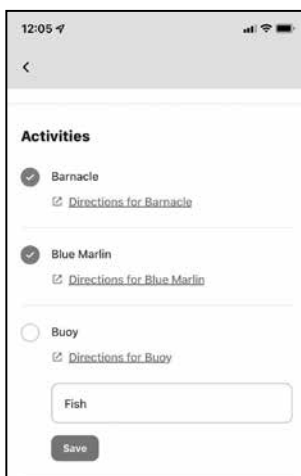 12:05
Activities
Barnacle
Directions for Barnacle
Blue Marlin
Directions for Blue Marlin
Buoy
Directions for Buoy
Fish
Save